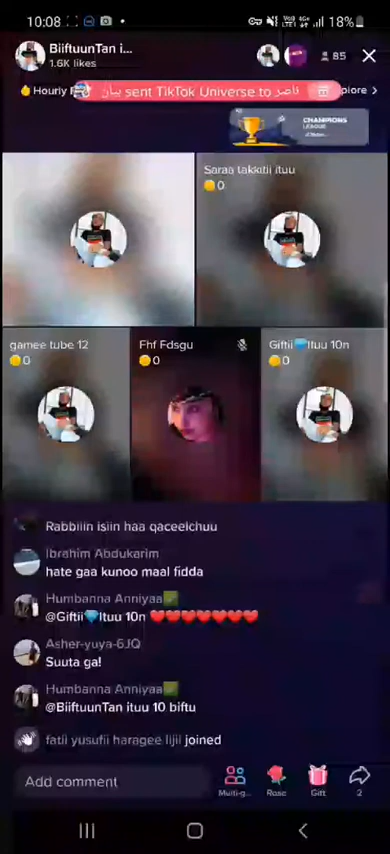 10:08
18%
BiiftuunTan i...
1.6K likes
85
Hourly
بيان sent TikTok Universe to ناصر
plore >
CHAMPIONS
LEAGUE
Saraa takkitii ituu
0
gamee tube 12
0
Fhf Fdsgu
0
Giftii💎Ituu 10n
0
Rabbiiin isiin haa qaceelchuu
Ibrahim Abdukarim
hate gaa kunoo maal fidda
Humbanna Anniyaa
@Giftii💎Ituu 10n ❤️❤️❤️❤️❤️❤️❤️
Asher-yuya-6JQ
Suuta ga!
Humbanna Anniyaa
@BiiftuunTan ituu 10 biftu
fatii yusufii haragee lijii joined
Add comment
Multi-g...
Rose
Gift
2